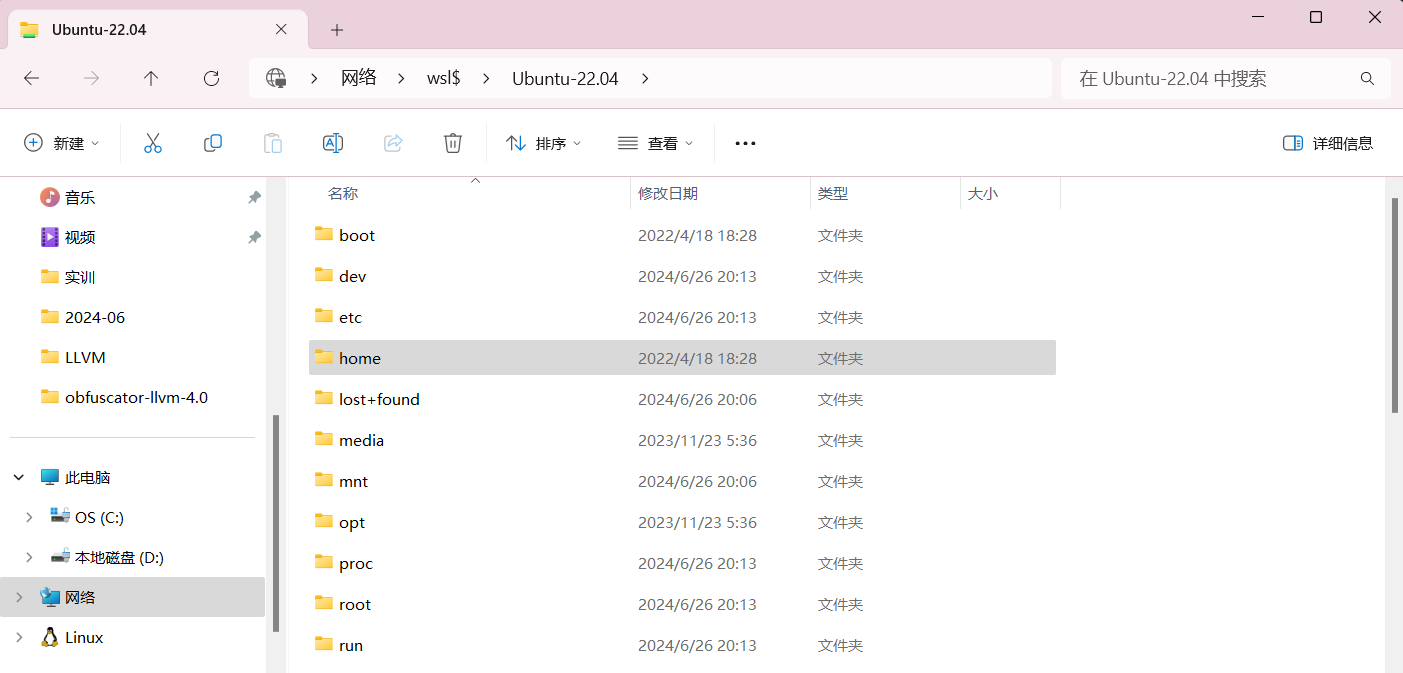 Ubuntu-22.04
网络 wsl$ Ubuntu-22.04
在 Ubuntu-22.04 中搜索
新建 排序 查看 详细信息
音乐
视频
实训
2024-06
LLVM
obfuscator-llvm-4.0
此电脑
OS (C:)
本地磁盘 (D:)
网络
Linux
名称 修改日期 类型 大小
boot 2022/4/18 18:28 文件夹
dev 2024/6/26 20:13 文件夹
etc 2024/6/26 20:13 文件夹
home 2022/4/18 18:28 文件夹
lost+found 2024/6/26 20:06 文件夹
media 2023/11/23 5:36 文件夹
mnt 2024/6/26 20:06 文件夹
opt 2023/11/23 5:36 文件夹
proc 2024/6/26 20:13 文件夹
root 2024/6/26 20:13 文件夹
run 2024/6/26 20:13 文件夹